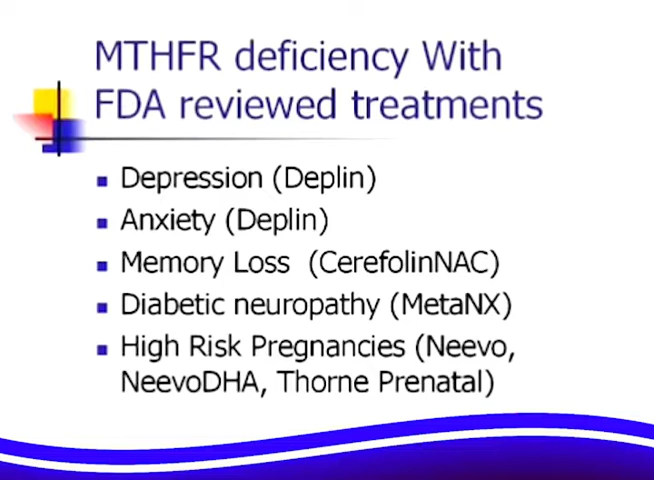 MTHFR deficiency With
FDA reviewed treatments
Depression (Deplin)
Anxiety (Deplin)
Memory Loss (CerefolinNAC)
Diabetic neuropathy (MetaNX)
High Risk Pregnancies (Neevo,
NeevoDHA, Thorne Prenatal)